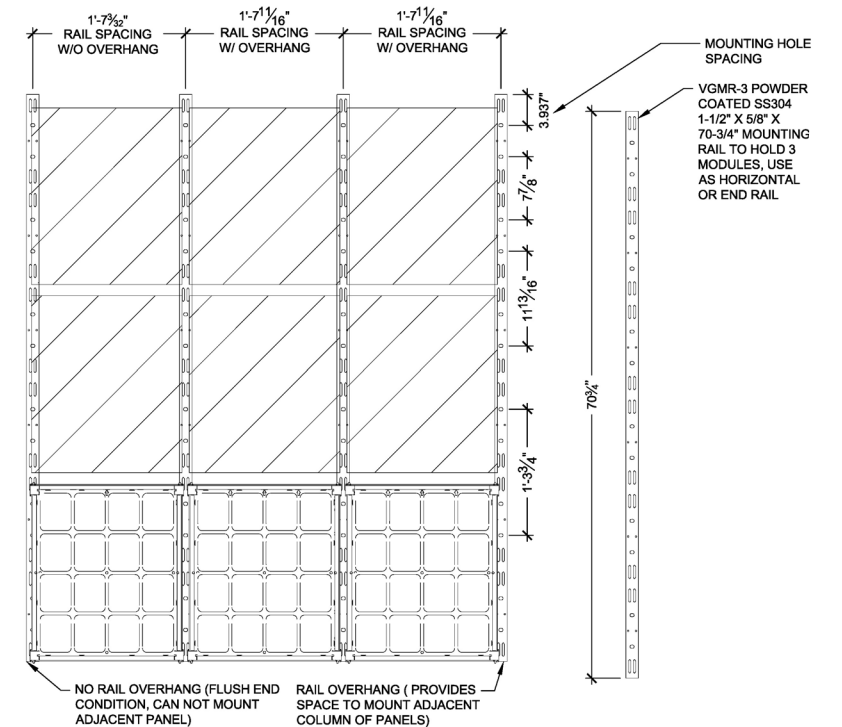 1'-7 3/32"
RAIL SPACING
W/O OVERHANG
1'-7 11/16"
RAIL SPACING
W/ OVERHANG
1'-7 11/16"
RAIL SPACING
W/ OVERHANG
MOUNTING HOLE
SPACING
3.937"
VGMR-3 POWDER
COATED SS304
1-1/2" X 5/8" X
70-3/4" MOUNTING
RAIL TO HOLD 3
MODULES, USE
AS HORIZONTAL
OR END RAIL
7 7/8"
11 13/16"
70 3/4"
1'-3 3/4"
NO RAIL OVERHANG (FLUSH END
CONDITION, CAN NOT MOUNT
ADJACENT PANEL)
RAIL OVERHANG ( PROVIDES
SPACE TO MOUNT ADJACENT
COLUMN OF PANELS)